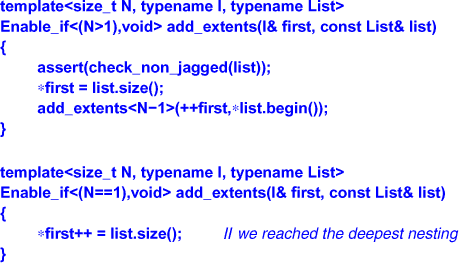 template<size_t N, typename I, typename List>
Enable_if<(N>1),void> add_extents(I& first, const List& list)
{
assert(check_non_jagged(list));
∗first = list.size();
add_extents<N−1>(++first,∗list.begin());
}
template<size_t N, typename I, typename List>
Enable_if<(N==1),void> add_extents(I& first, const List& list)
{
∗first++ = list.size(); // we reached the deepest nesting
}